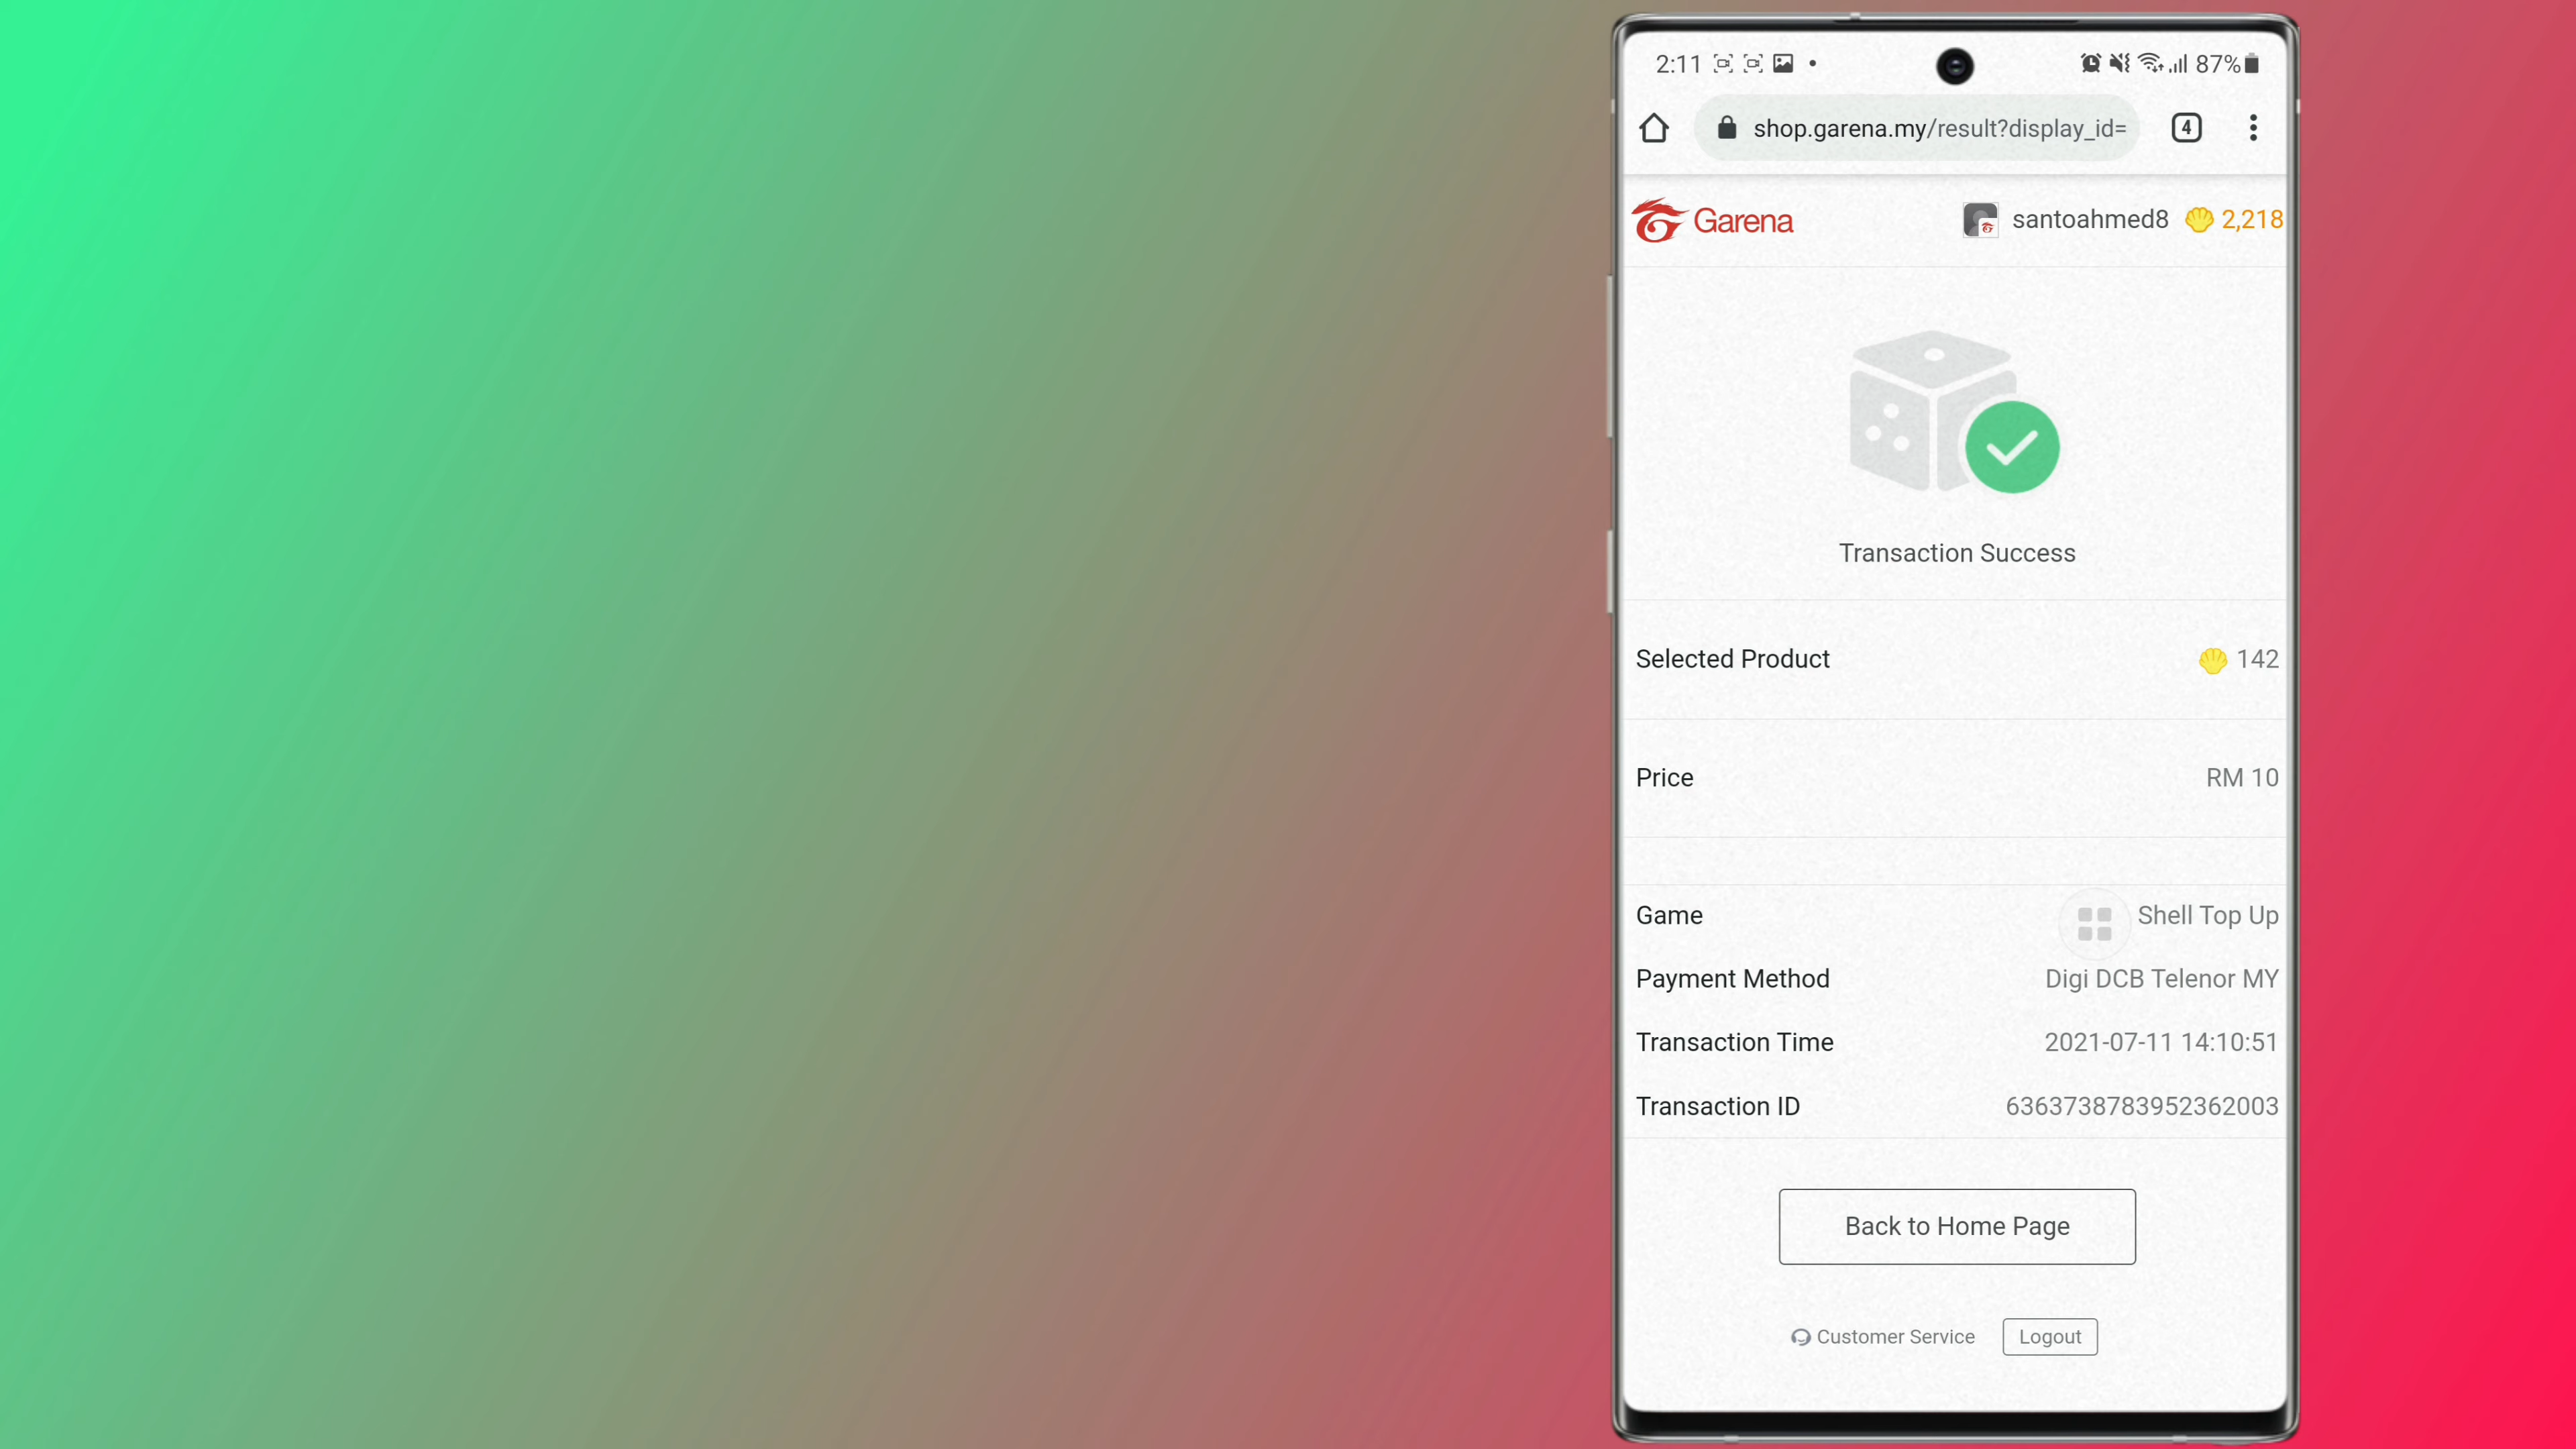 2:11 87%
shop.garena.my/result?display_id= 4
Garena santoahmed8 2,218
Transaction Success
Selected Product 142
Price RM 10
Game Shell Top Up
Payment Method Digi DCB Telenor MY
Transaction Time 2021-07-11 14:10:51
Transaction ID 6363738783952362003
Back to Home Page
Customer Service Logout